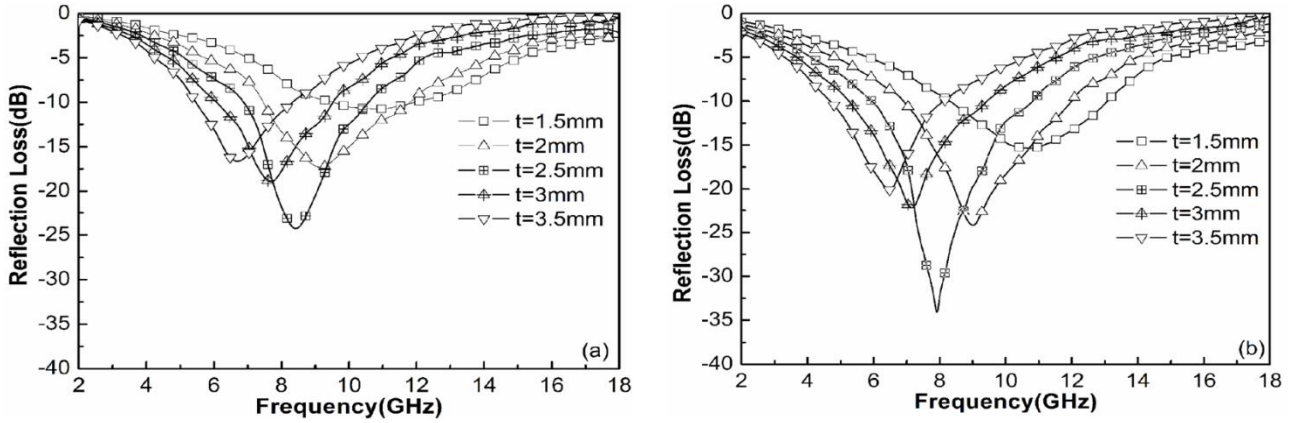 0
-5
-10
-15
-20
-25
-30
-35
-40
Reflection Loss(dB)
t=1.5mm
t=2mm
t=2.5mm
t=3mm
t=3.5mm
(a)
2 4 6 8 10 12 14 16 18
Frequency(GHz)
0
-5
-10
-15
-20
-25
-30
-35
-40
Reflection Loss(dB)
t=1.5mm
t=2mm
t=2.5mm
t=3mm
t=3.5mm
(b)
2 4 6 8 10 12 14 16 18
Frequency(GHz)